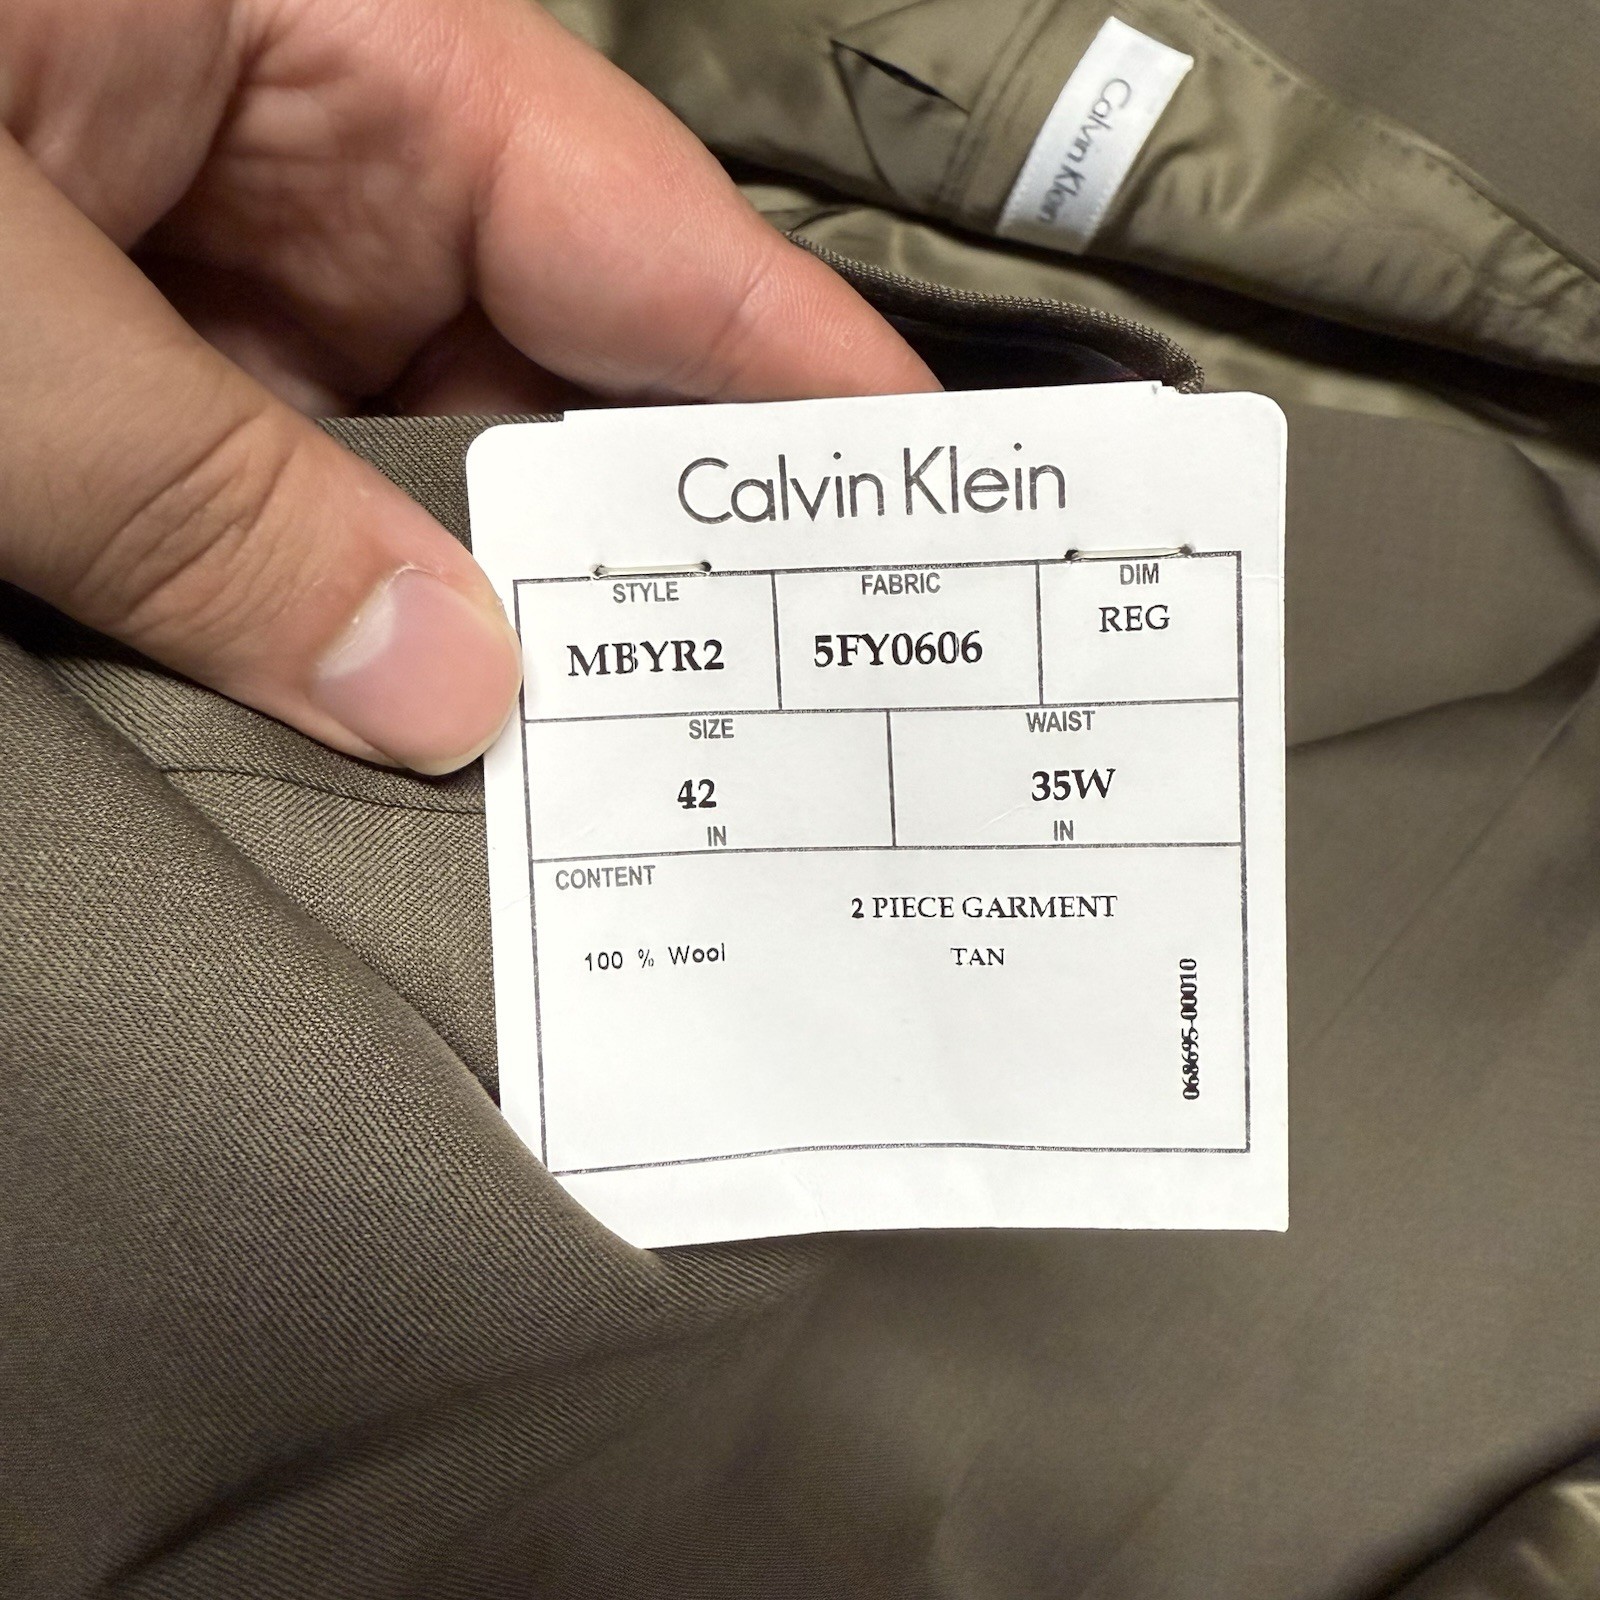 Calvin Klein
Calvin Klein
STYLE FABRIC DIM
MBYR2 5FY0606 REG
SIZE WAIST
42 35W
IN IN
CONTENT
2 PIECE GARMENT
100 % Wool TAN
068695-00010